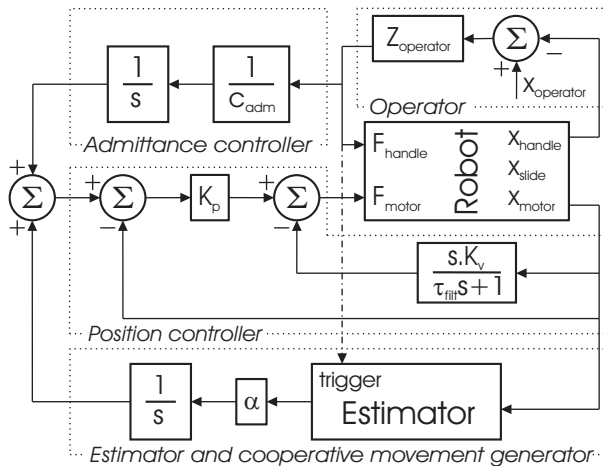 1
s
1
c_adm
Z_operator
Σ
+
−
x_operator
Operator
Admittance controller
+
Σ
+
+
Σ
−
K_p
+
Σ
−
F_handle
F_motor
Robot
x_handle
x_slide
x_motor
s.K_v
τ_filt s+1
Position controller
1
s
α
trigger
Estimator
Estimator and cooperative movement generator